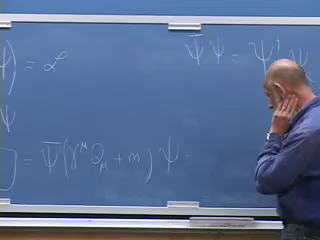 ψ) = ℒ
ψ̄ ψ = ψ† γ
ψ
= ψ̄ (γ^μ ∂_μ + m) ψ